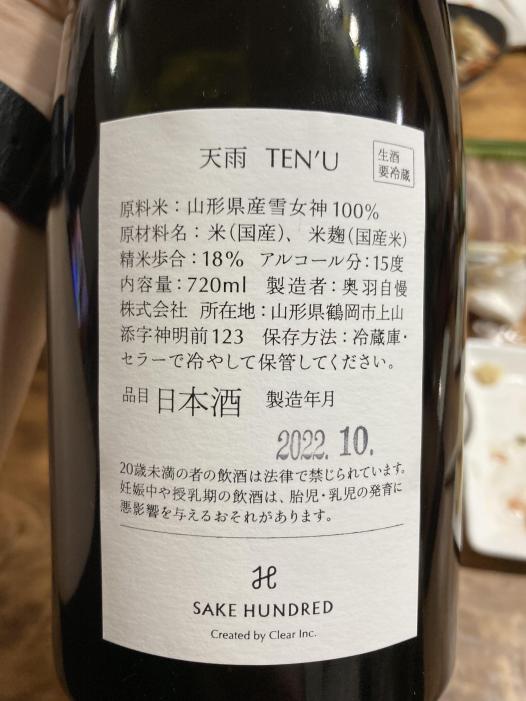 天雨 TEN'U
生酒
要冷蔵
原料米：山形県産雪女神100%
原材料名：米（国産）、米麹（国産米）
精米歩合：18% アルコール分：15度
内容量：720ml 製造者：奥羽自慢
株式会社 所在地：山形県鶴岡市上山
添字神明前123 保存方法：冷蔵庫・
セラーで冷やして保管してください。
品目 日本酒 製造年月
2022.10.
20歳未満の者の飲酒は法律で禁じられています。
妊娠中や授乳期の飲酒は、胎児・乳児の発育に
悪影響を与えるおそれがあります。
SAKE HUNDRED
Created by Clear Inc.